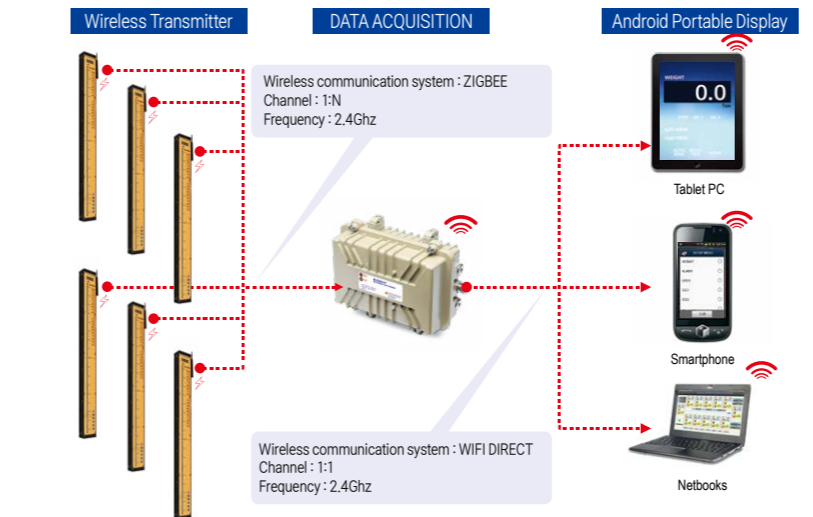 Wireless Transmitter
DATA ACQUISITION
Android Portable Display
Wireless communication system : ZIGBEE
Channel : 1:N
Frequency : 2.4Ghz
WEIGHT
0.0
Tablet PC
Smartphone
Wireless communication system : WIFI DIRECT
Channel : 1:1
Frequency : 2.4Ghz
Netbooks